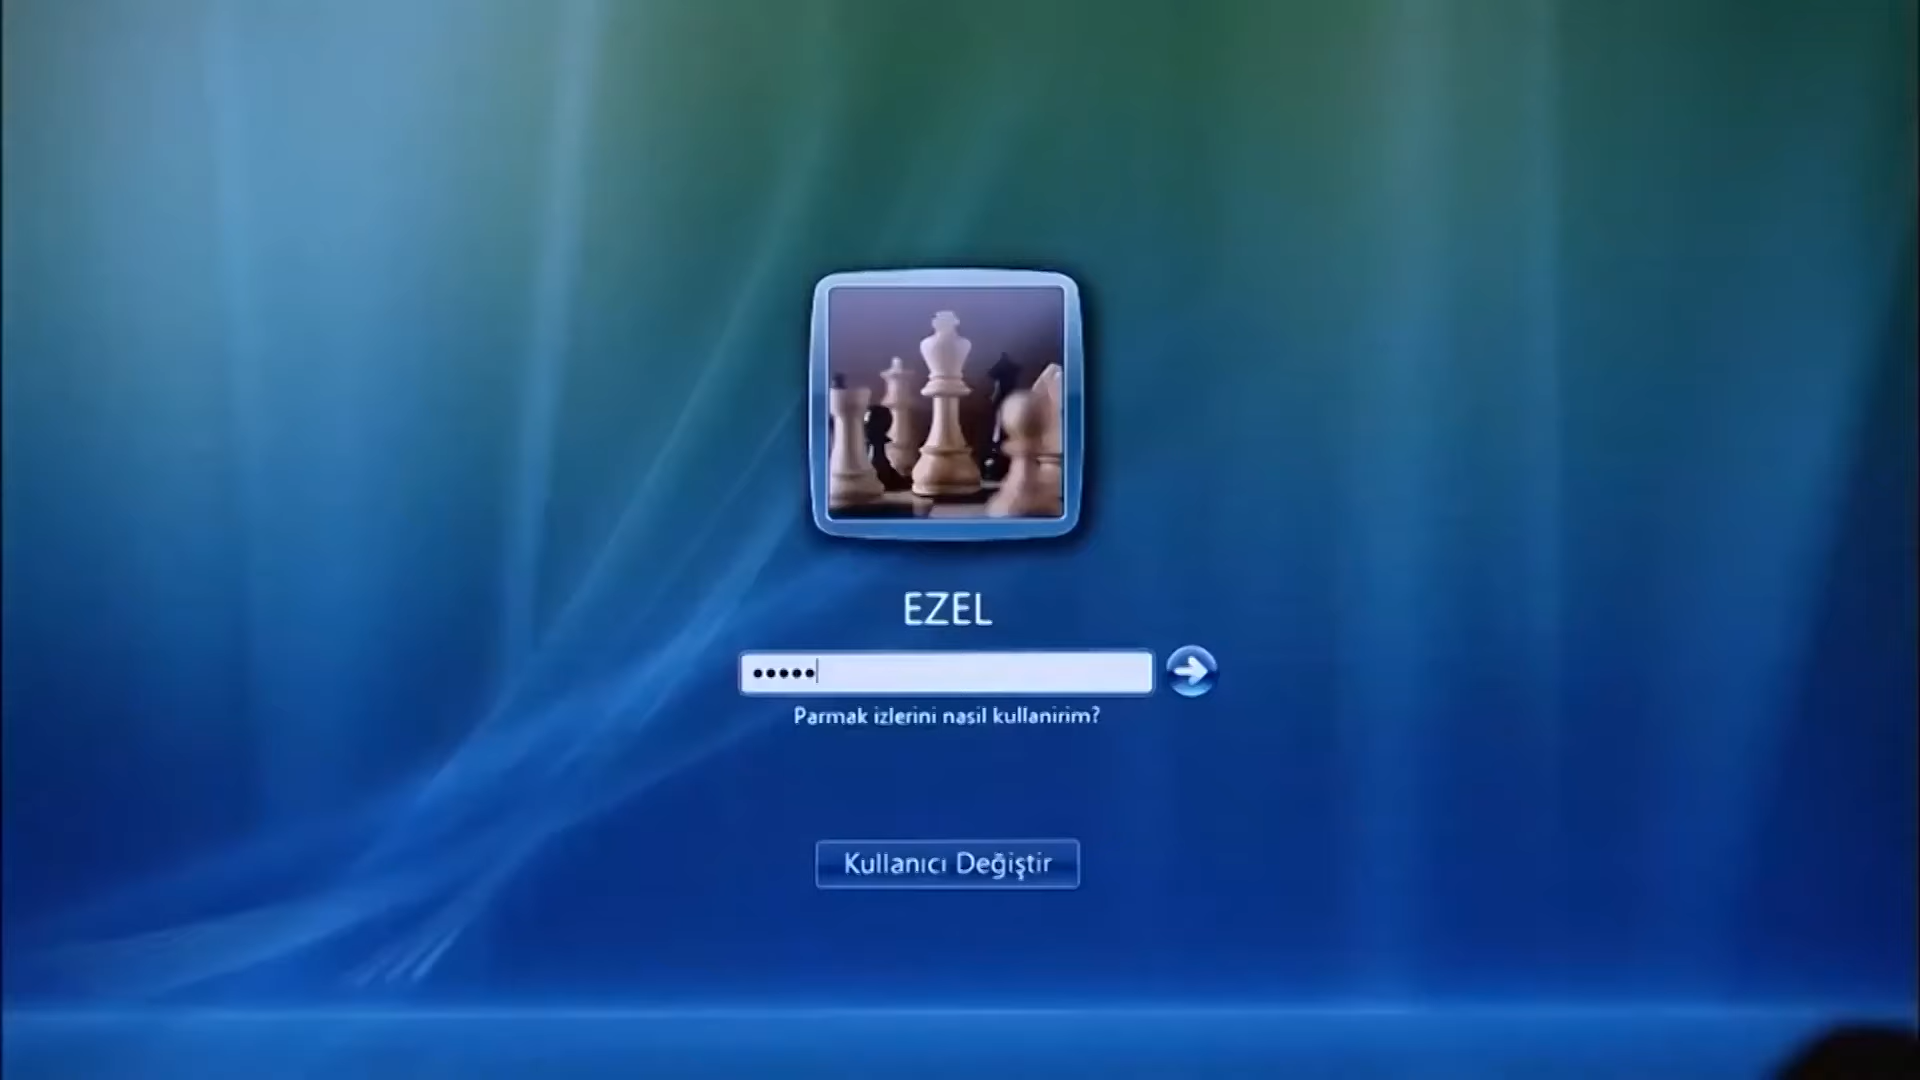 EZEL
•••••
Parmak izlerini nasil kullanirim?
Kullanıcı Değiştir